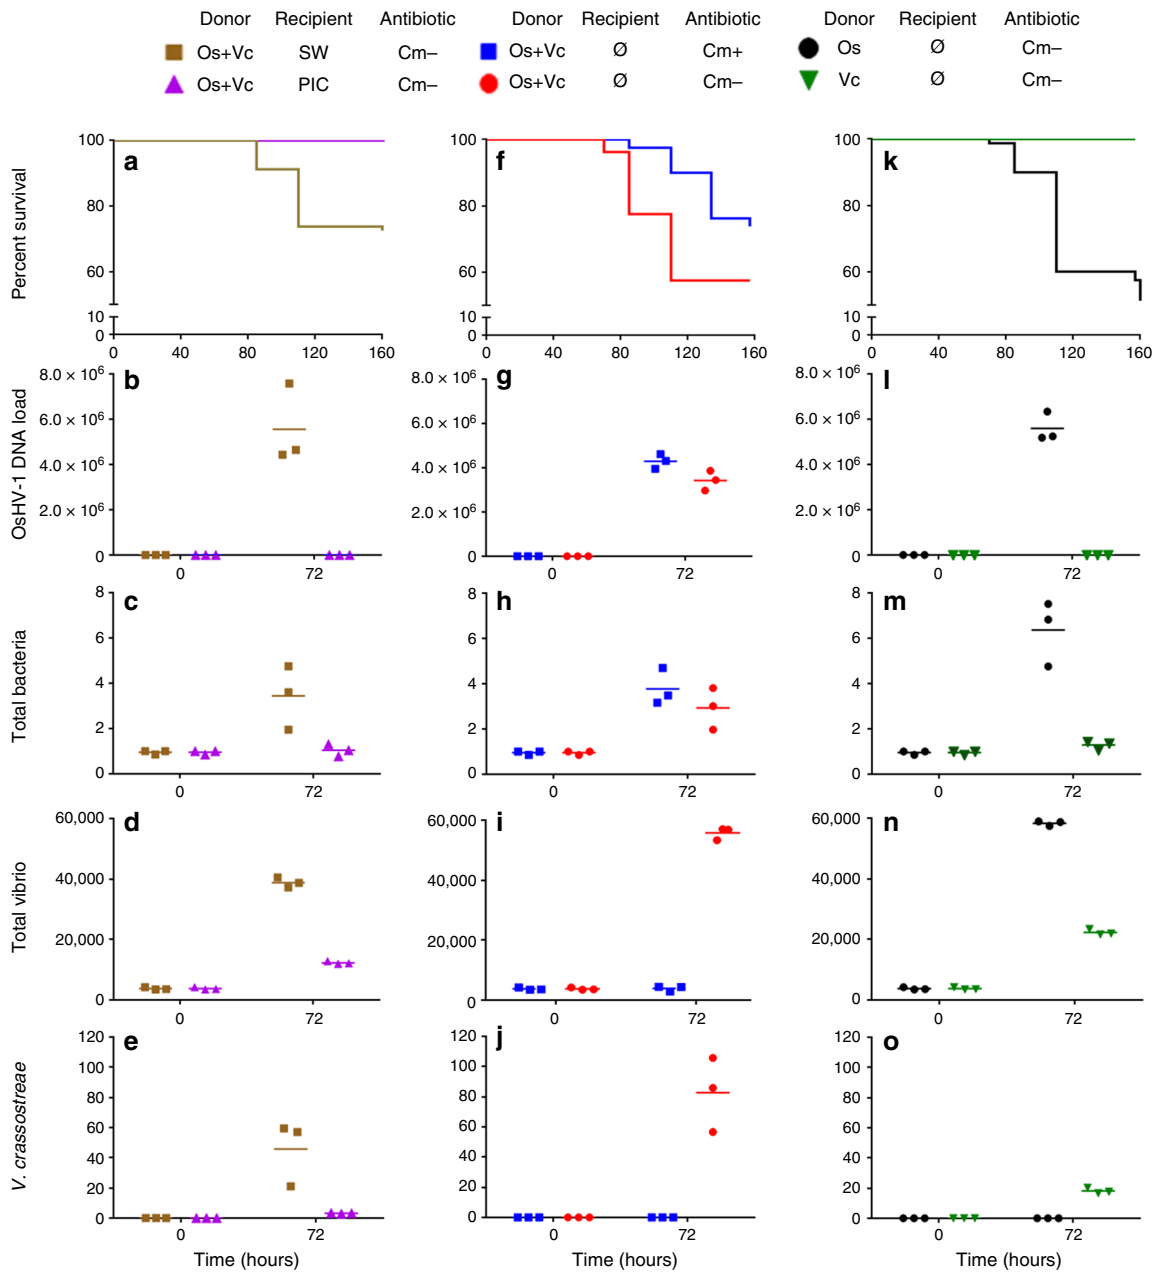 Donor Recipient Antibiotic
Os+Vc SW Cm–
Os+Vc PIC Cm–
Donor Recipient Antibiotic
Os+Vc Ø Cm+
Os+Vc Ø Cm–
Donor Recipient Antibiotic
Os Ø Cm–
Vc Ø Cm–
Percent survival
a
100
80
60
10
0
0 40 80 120 160
f
100
80
60
10
0
0 40 80 120 160
k
100
80
60
10
0
0 40 80 120 160
OsHV-1 DNA load
b
8.0 × 10⁶
6.0 × 10⁶
4.0 × 10⁶
2.0 × 10⁶
0
0 72
g
8.0 × 10⁶
6.0 × 10⁶
4.0 × 10⁶
2.0 × 10⁶
0
0 72
l
8.0 × 10⁶
6.0 × 10⁶
4.0 × 10⁶
2.0 × 10⁶
0
0 72
Total bacteria
c
8
6
4
2
0
0 72
h
8
6
4
2
0
0 72
m
8
6
4
2
0
0 72
Total vibrio
d
60,000
40,000
20,000
0
0 72
i
60,000
40,000
20,000
0
0 72
n
60,000
40,000
20,000
0
0 72
V. crassostreae
e
120
100
80
60
40
20
0
0 72
Time (hours)
j
120
100
80
60
40
20
0
0 72
Time (hours)
o
120
100
80
60
40
20
0
0 72
Time (hours)